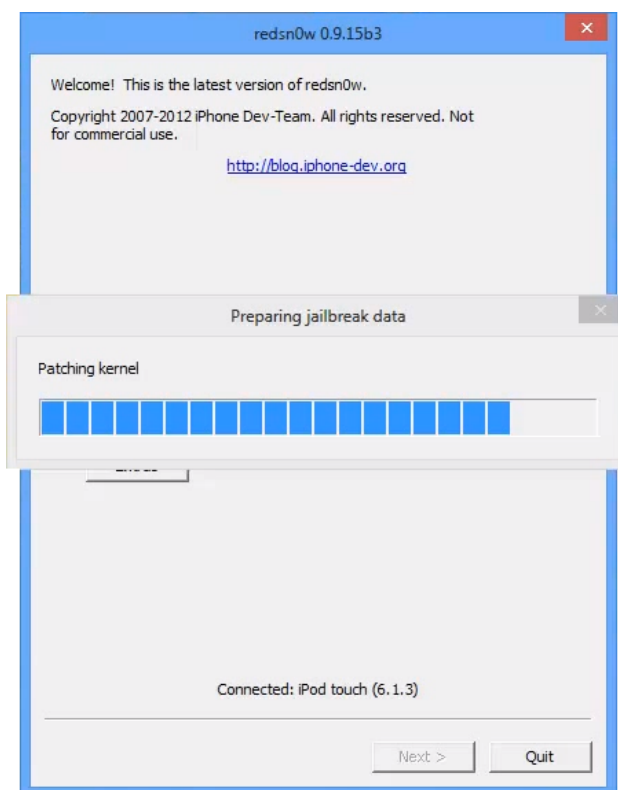 redsn0w 0.9.15b3
Welcome! This is the latest version of redsn0w.
Copyright 2007-2012 iPhone Dev-Team. All rights reserved. Not
for commercial use.
http://blog.iphone-dev.org
Preparing jailbreak data
Patching kernel
Connected: iPod touch (6.1.3)
Next >
Quit